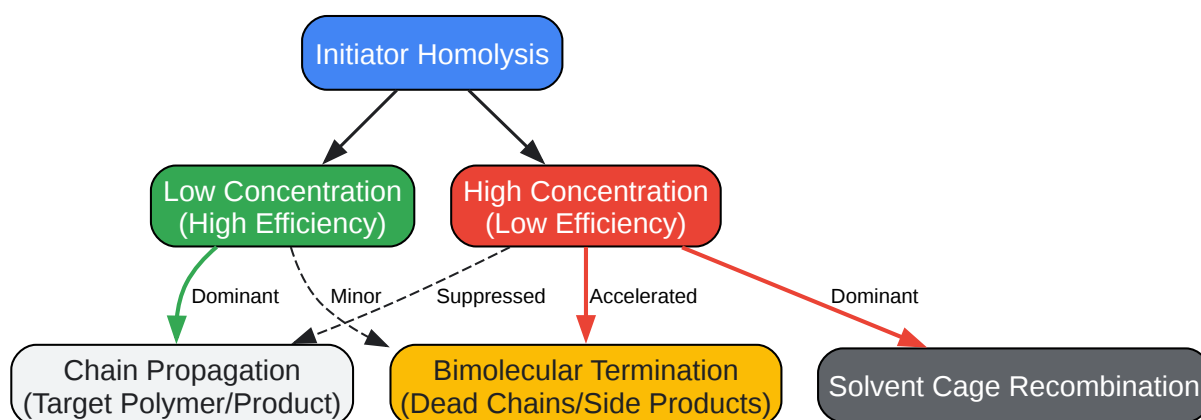 Initiator Homolysis
Low Concentration
(High Efficiency)
High Concentration
(Low Efficiency)
Dominant
Minor
Suppressed
Accelerated
Dominant
Chain Propagation
(Target Polymer/Product)
Bimolecular Termination
(Dead Chains/Side Products)
Solvent Cage Recombination